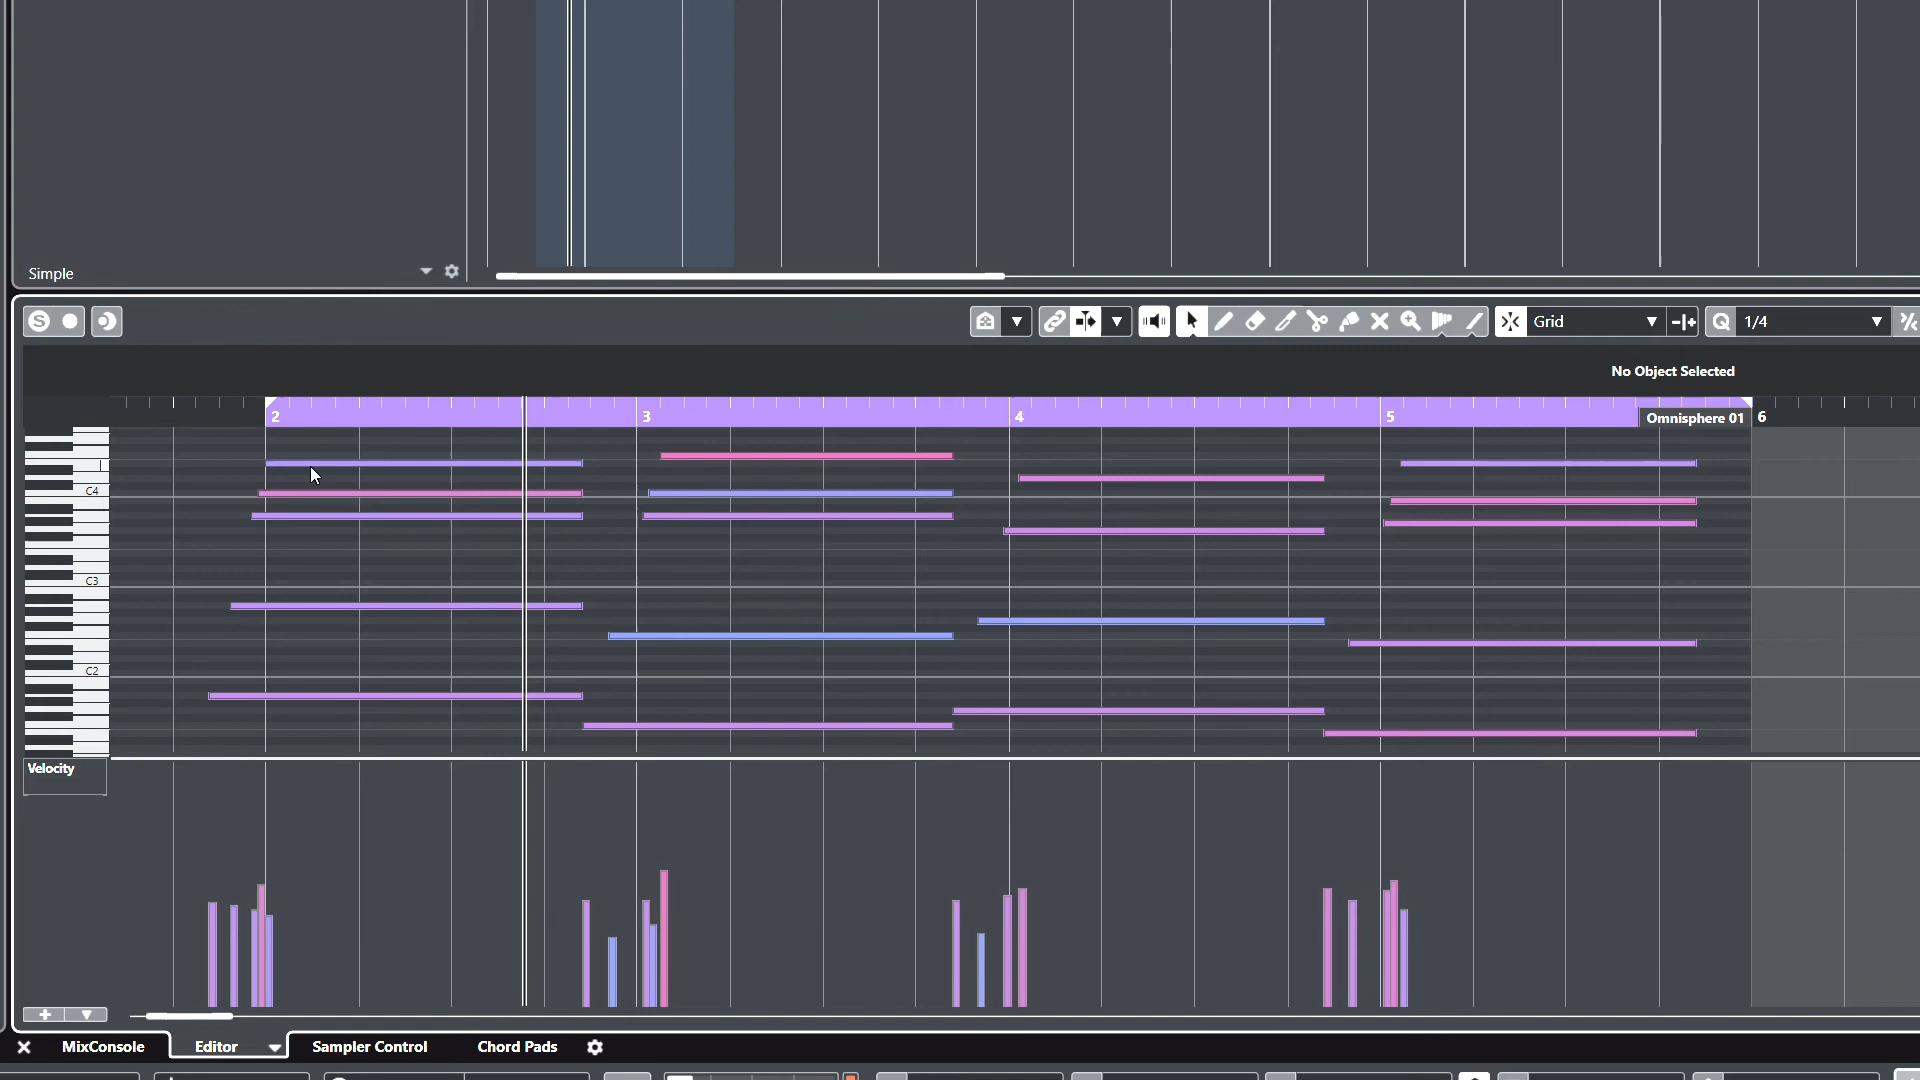 Simple
S
Grid
Q 1/4
No Object Selected
2 3 4 5 Omnisphere 01 6
C4
C3
C2
Velocity
MixConsole Editor Sampler Control Chord Pads